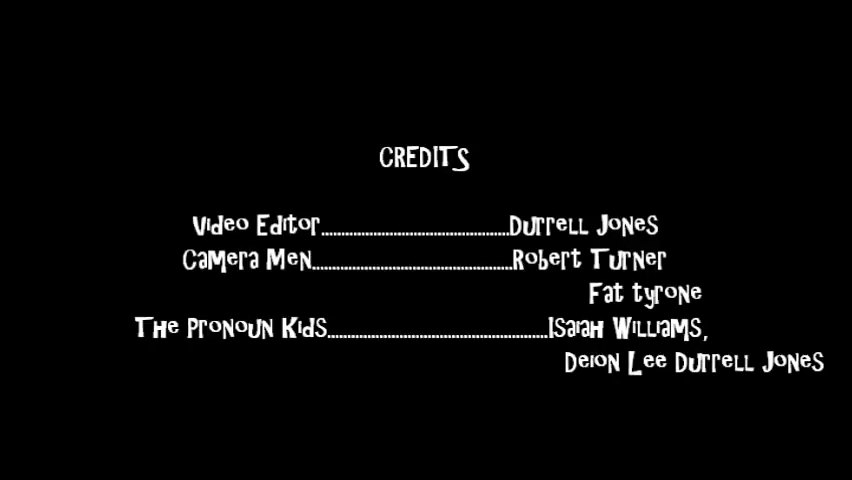 CREDITS
Video Editor...............................................Durrell Jones
Camera Men..................................................Robert Turner
Fat tyrone
The Pronoun Kids.......................................................Isaiah Williams,
Deion Lee Durrell Jones